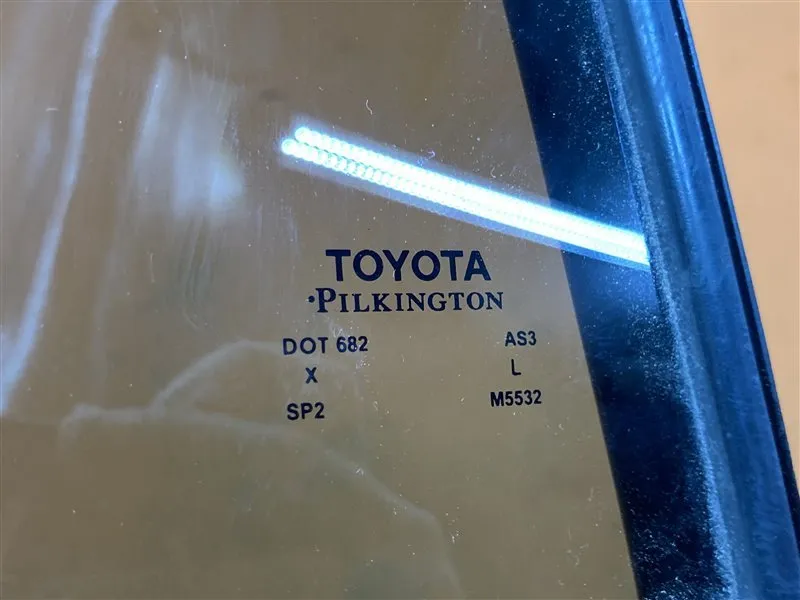 TOYOTA
·PILKINGTON
DOT 682 AS3
X L
SP2 M5532